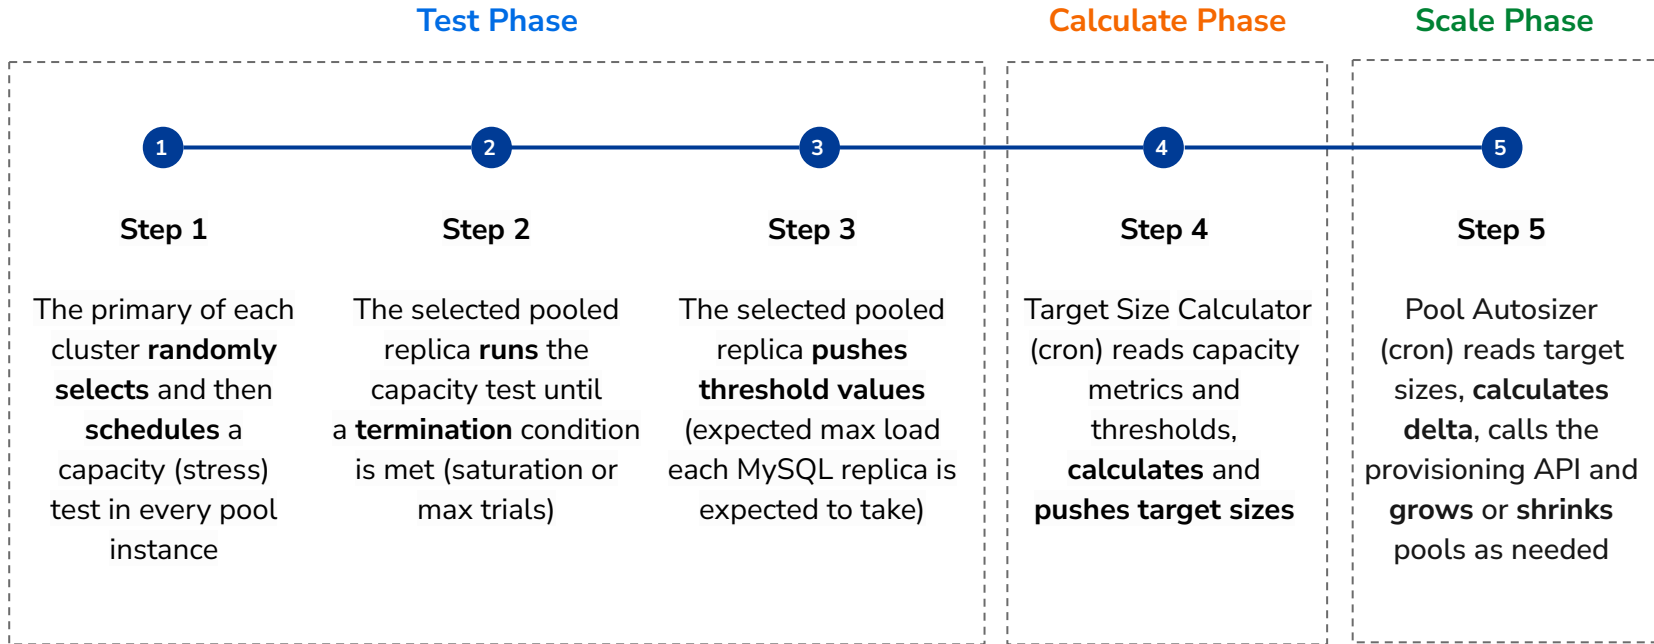 Test Phase
Calculate Phase
Scale Phase
1
2
3
4
5
Step 1
The primary of each
cluster randomly
selects and then
schedules a
capacity (stress)
test in every pool
instance
Step 2
The selected pooled
replica runs the
capacity test until
a termination condition
is met (saturation or
max trials)
Step 3
The selected pooled
replica pushes
threshold values
(expected max load
each MySQL replica is
expected to take)
Step 4
Target Size Calculator
(cron) reads capacity
metrics and
thresholds,
calculates and
pushes target sizes
Step 5
Pool Autosizer
(cron) reads target
sizes, calculates
delta, calls the
provisioning API and
grows or shrinks
pools as needed